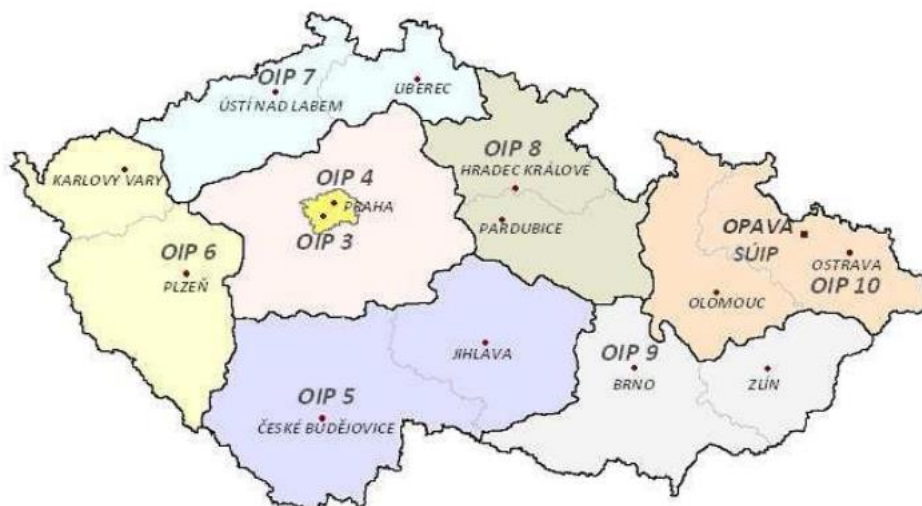 OIP 7
ÚSTÍ NAD LABEM
LIBEREC
KARLOVY VARY
OIP 8
HRADEC KRÁLOVÉ
OIP 4
PRAHA
OIP 3
PARDUBICE
OPAVA
SÚIP
OSTRAVA
OIP 10
OLOMOUC
OIP 6
PLZEŇ
JIHLAVA
OIP 9
BRNO
ZLÍN
OIP 5
ČESKÉ BUDĚJOVICE